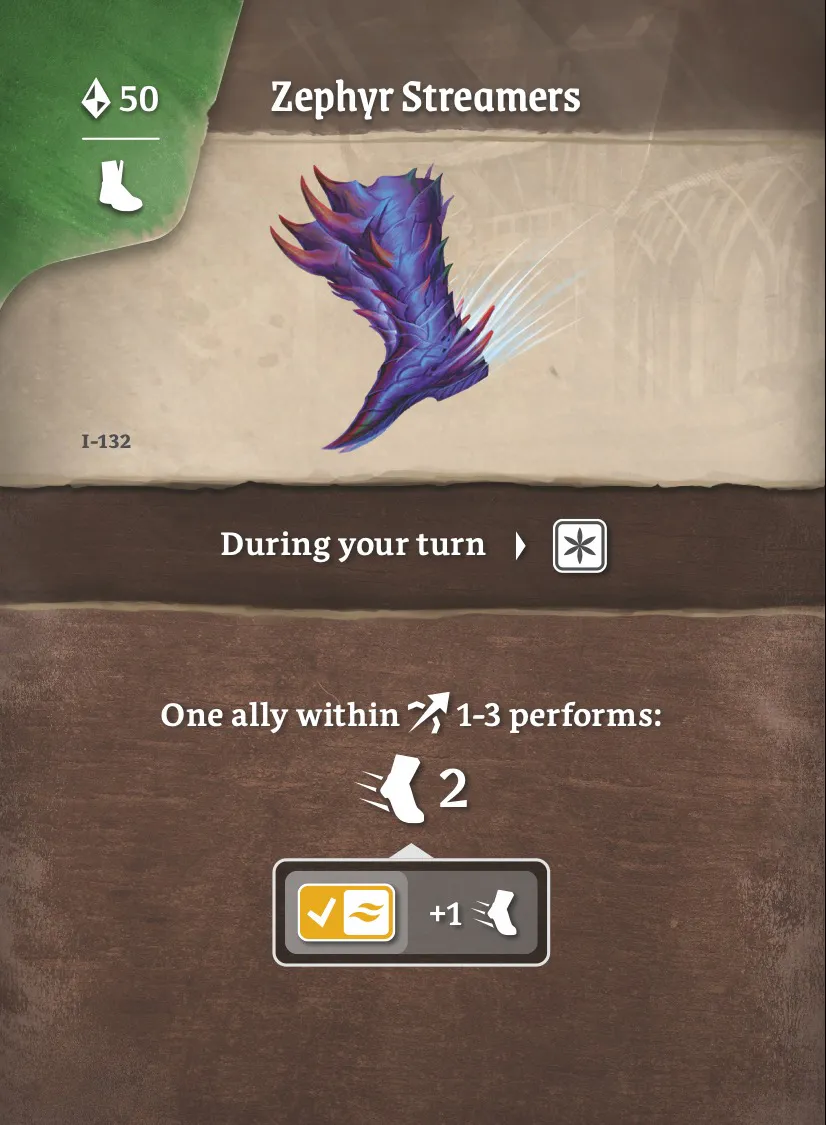 50
Zephyr Streamers
I-132
During your turn
One ally within 1-3 performs:
2
+1